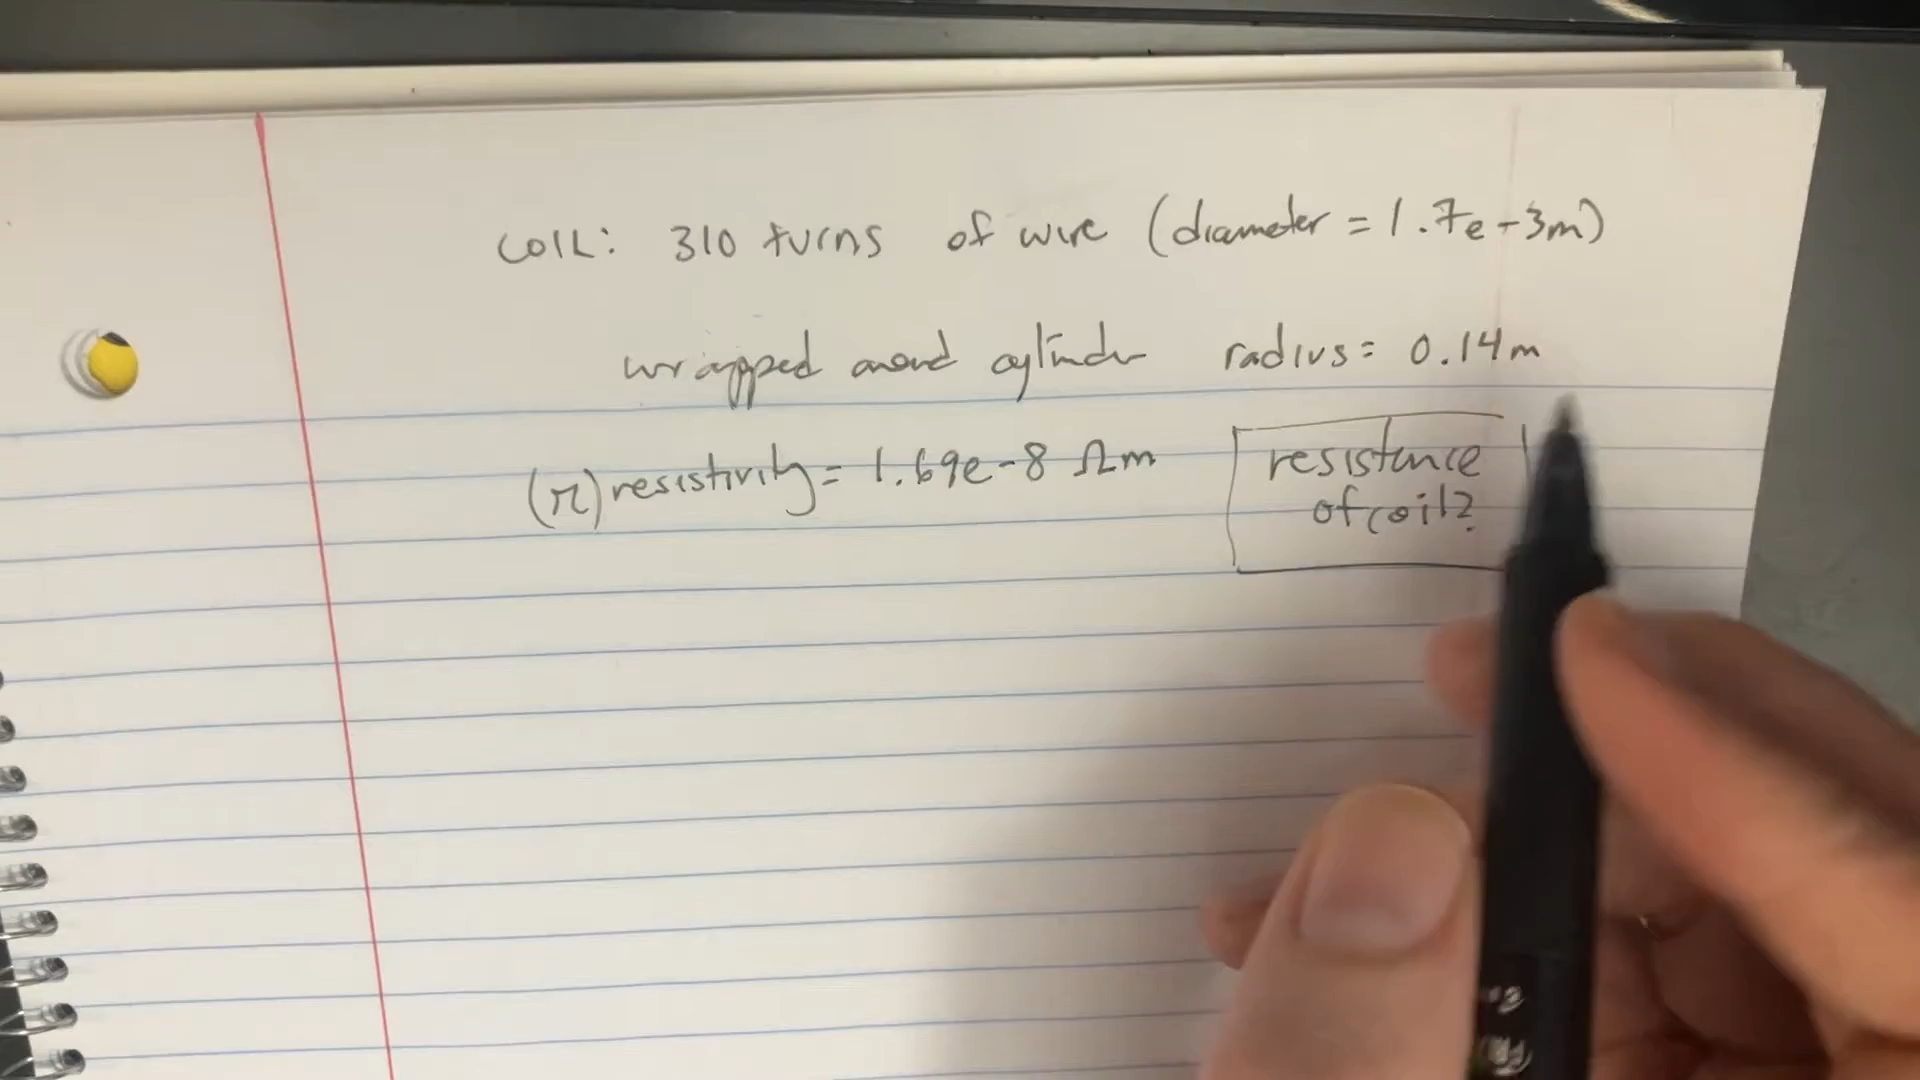 coil: 310 turns of wire (diameter = 1.7e-3m)
wrapped around cylinder radius = 0.14m
(r) resistivity = 1.69e-8 Ωm
resistance
of coil?